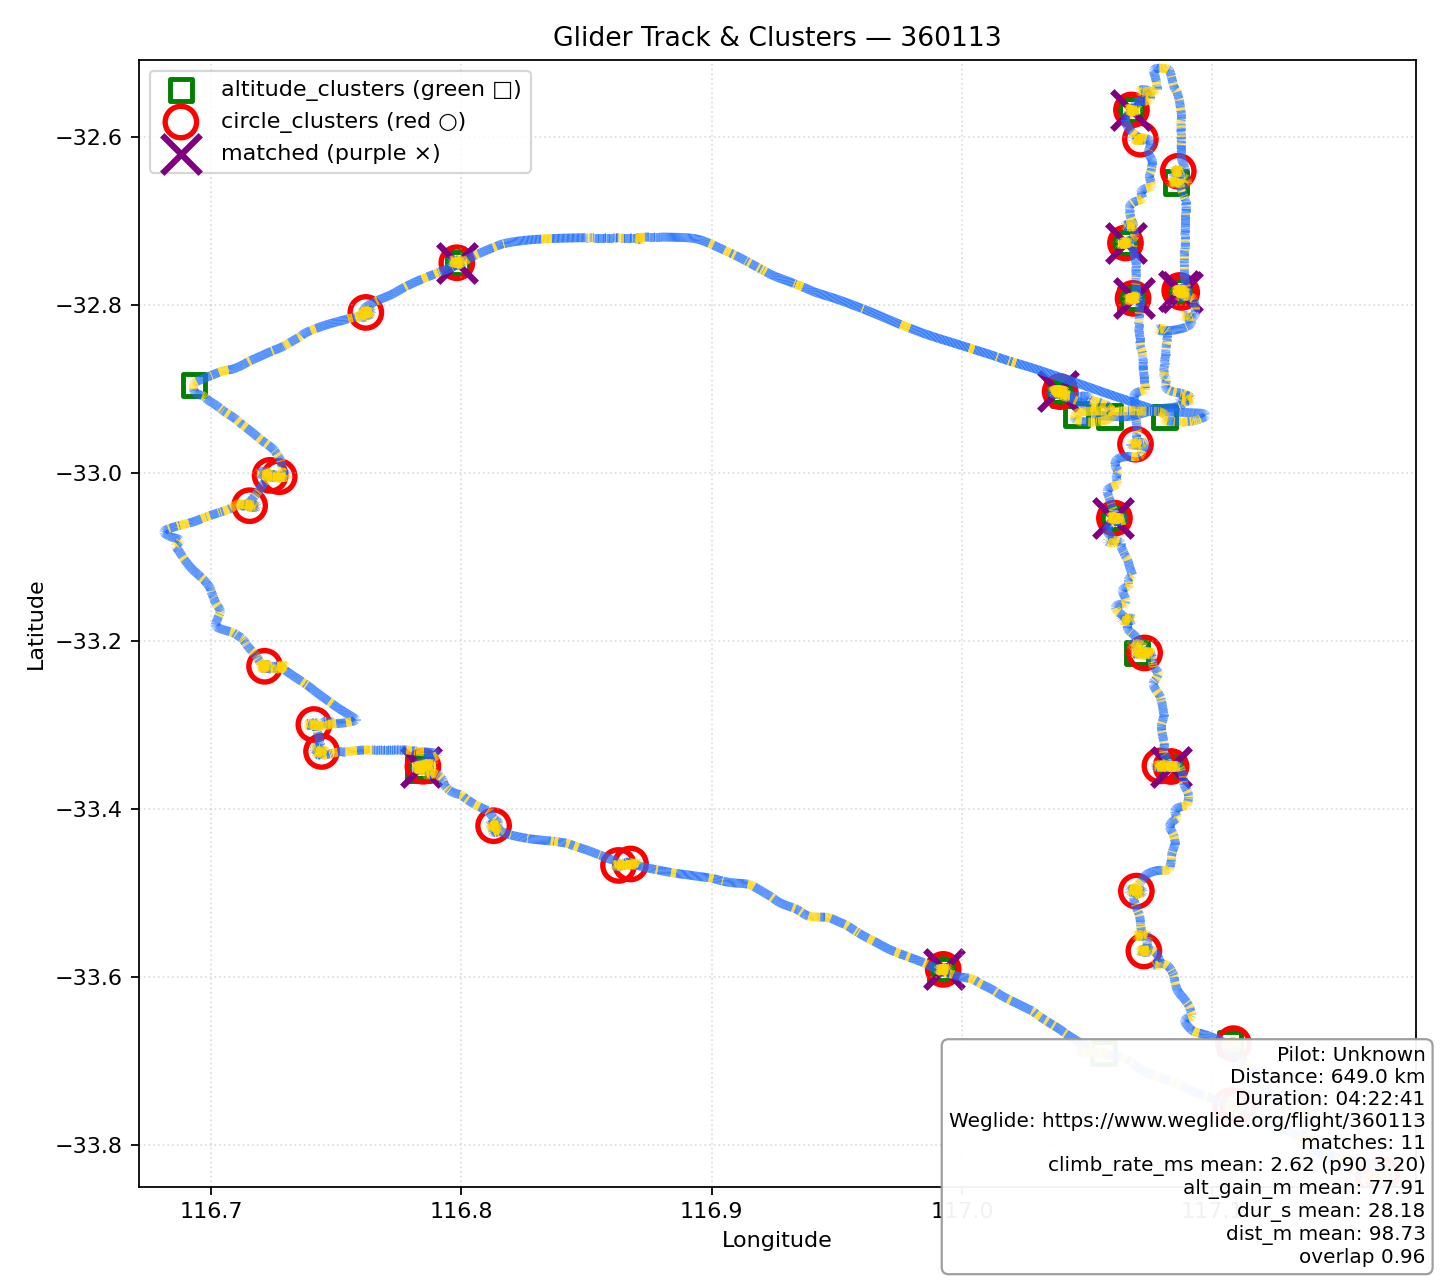 Glider Track & Clusters — 360113
altitude_clusters (green □)
circle_clusters (red ○)
matched (purple ×)
−32.6
−32.8
−33.0
−33.2
−33.4
−33.6
−33.8
Latitude
116.7
116.8
116.9
117.0
Longitude
Pilot: Unknown
Distance: 649.0 km
Duration: 04:22:41
Weglide: https://www.weglide.org/flight/360113
matches: 11
climb_rate_ms mean: 2.62 (p90 3.20)
alt_gain_m mean: 77.91
dur_s mean: 28.18
dist_m mean: 98.73
overlap 0.96